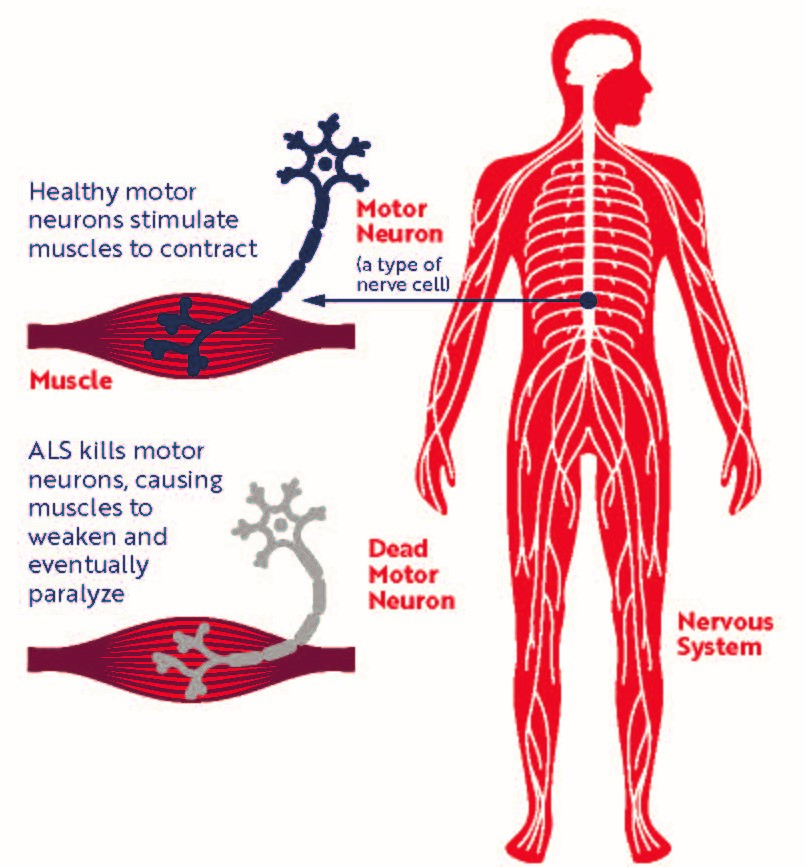 Healthy motor
neurons stimulate
muscles to contract
Motor
Neuron
(a type of
nerve cell)
Muscle
ALS kills motor
neurons, causing
muscles to
weaken and
eventually
paralyze
Dead
Motor
Neuron
Nervous
System